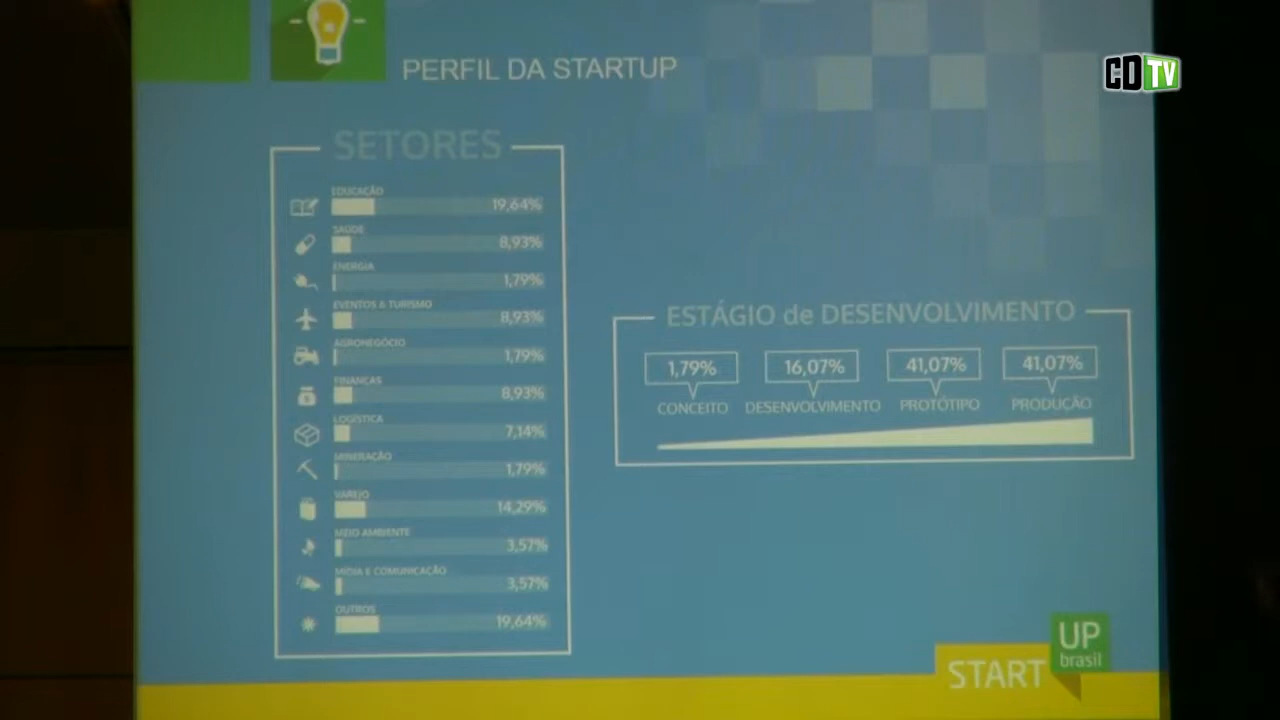 PERFIL DA STARTUP
CDTV
SETORES
EDUCAÇÃO
19,64%
SAÚDE
8,93%
ENERGIA
1,79%
EVENTOS & TURISMO
8,93%
AGRONEGÓCIO
1,79%
FINANÇAS
8,93%
LOGÍSTICA
7,14%
MINERAÇÃO
1,79%
VAREJO
14,29%
MEIO AMBIENTE
3,57%
MÍDIA E COMUNICAÇÃO
3,57%
OUTROS
19,64%
ESTÁGIO de DESENVOLVIMENTO
1,79% 16,07% 41,07% 41,07%
CONCEITO DESENVOLVIMENTO PROTÓTIPO PRODUÇÃO
START UP
brasil